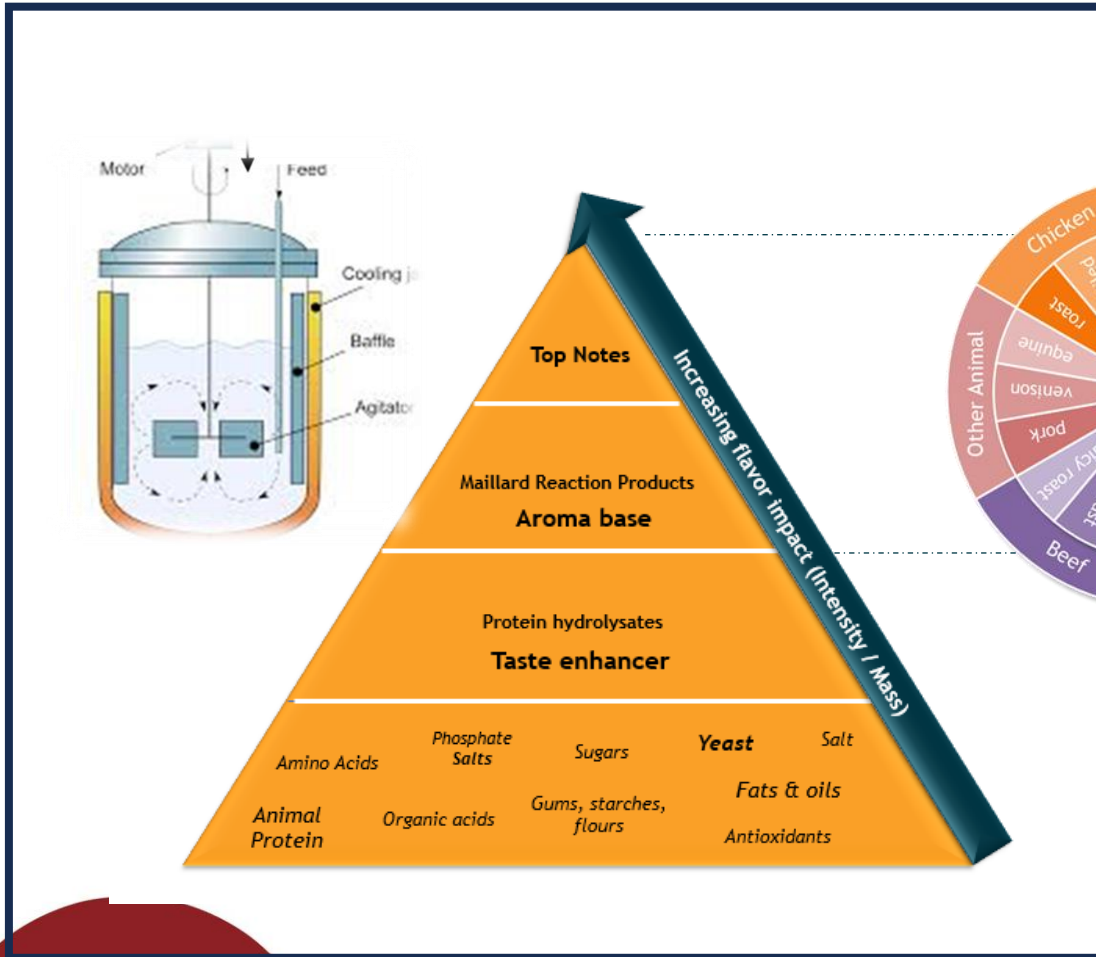 Motor
Feed
Cooling
Baffle
Agitator
Top Notes
Maillard Reaction Products
Aroma base
Protein hydrolysates
Taste enhancer
Amino Acids
Phosphate
Salts
Sugars
Yeast
Salt
Animal
Protein
Organic acids
Gums, starches,
flours
Fats & oils
Antioxidants
Increasing flavor impact (Intensity / Mass)
Chicken
roast
Other Animal
equine
venison
pork
roast
Beef